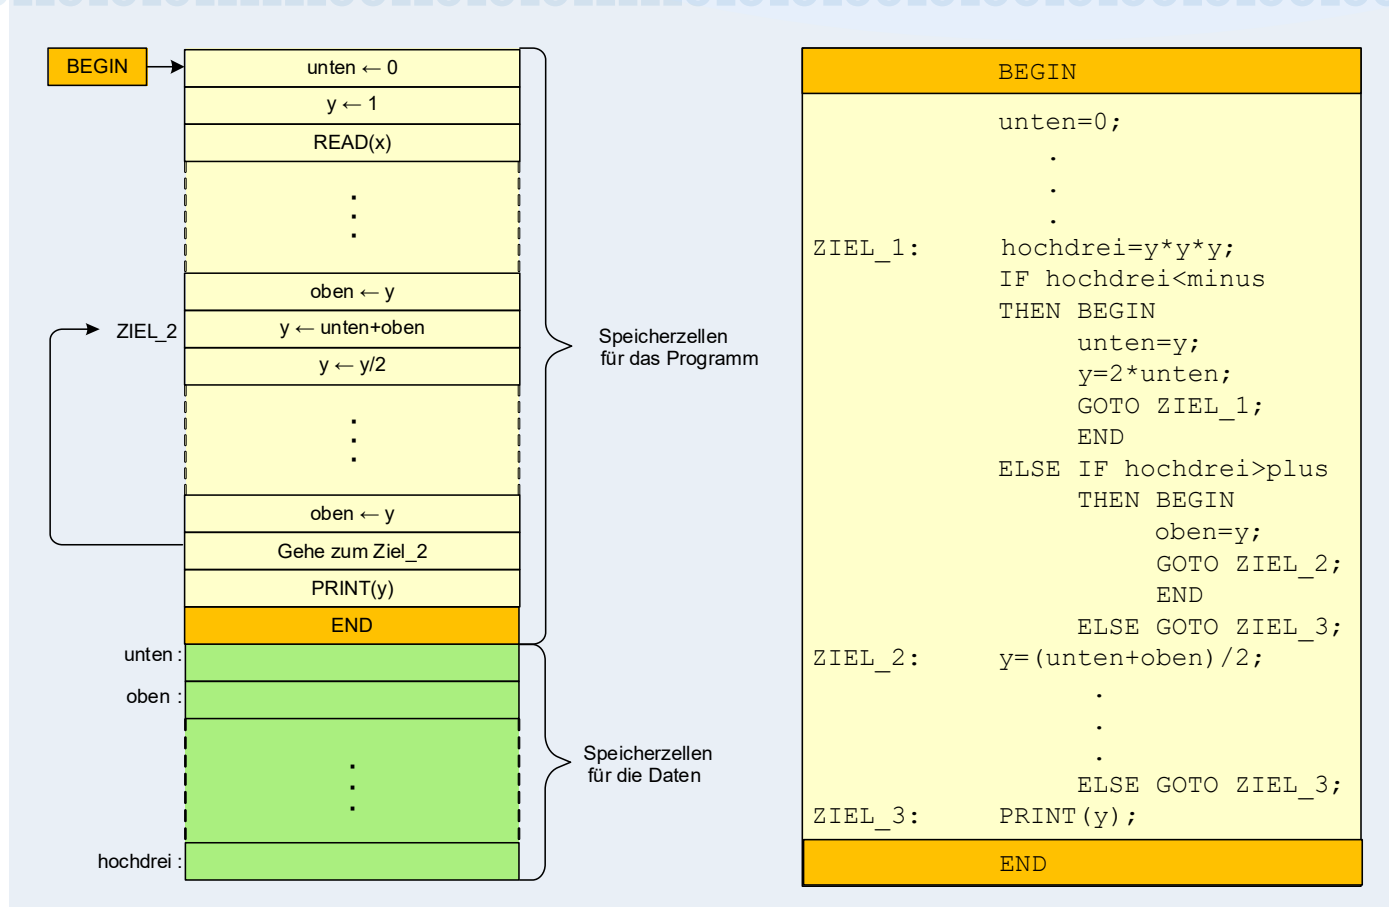 BEGIN
unten ← 0
y ← 1
READ(x)
oben ← y
ZIEL_2
y ← unten+oben
y ← y/2
oben ← y
Gehe zum Ziel_2
PRINT(y)
END
unten :
oben :
hochdrei :
Speicherzellen
für das Programm
Speicherzellen
für die Daten
BEGIN
unten=0;
.
.
.
ZIEL_1: hochdrei=y*y*y;
IF hochdrei<minus
THEN BEGIN
unten=y;
y=2*unten;
GOTO ZIEL_1;
END
ELSE IF hochdrei>plus
THEN BEGIN
oben=y;
GOTO ZIEL_2;
END
ELSE GOTO ZIEL_3;
ZIEL_2: y=(unten+oben)/2;
.
.
.
ELSE GOTO ZIEL_3;
ZIEL_3: PRINT(y);
END